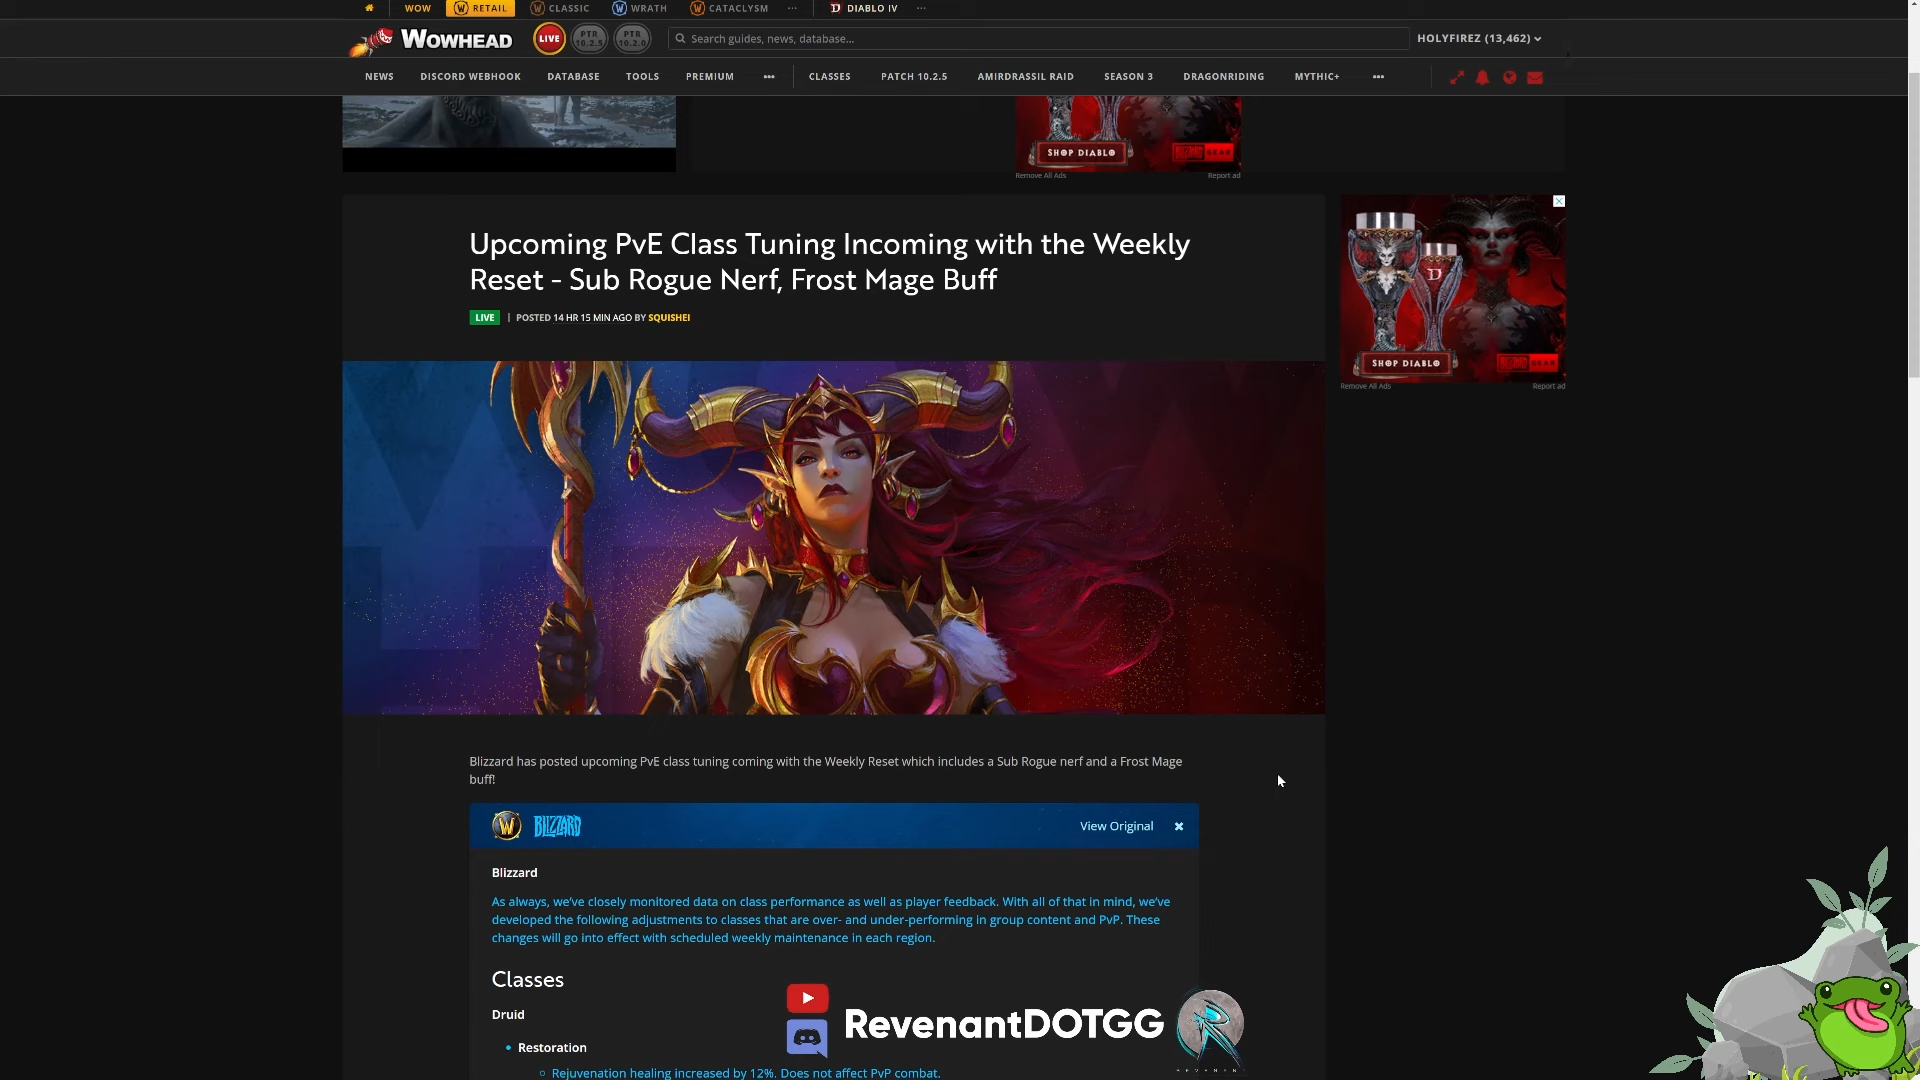 WOW
RETAIL
CLASSIC
WRATH
CATACLYSM
DIABLO IV
WOWHEAD
LIVE
PTR 10.2.5
PTR 10.2.0
Search guides, news, database...
HOLYFIREZ (13,462)
NEWS
DISCORD WEBHOOK
DATABASE
TOOLS
PREMIUM
CLASSES
PATCH 10.2.5
AMIRDRASSIL RAID
SEASON 3
DRAGONRIDING
MYTHIC+
SHOP DIABLO
Remove All Ads
Report ad
Upcoming PvE Class Tuning Incoming with the Weekly
Reset - Sub Rogue Nerf, Frost Mage Buff
LIVE | POSTED 14 HR 15 MIN AGO BY SQUISHEI
SHOP DIABLO
Remove All Ads
Report ad
Blizzard has posted upcoming PvE class tuning coming with the Weekly Reset which includes a Sub Rogue nerf and a Frost Mage
buff!
BLIZZARD
View Original
Blizzard
As always, we've closely monitored data on class performance as well as player feedback. With all of that in mind, we've
developed the following adjustments to classes that are over- and under-performing in group content and PvP. These
changes will go into effect with scheduled weekly maintenance in each region.
Classes
Druid
Restoration
Rejuvenation healing increased by 12%. Does not affect PvP combat.
RevenantDOTGG